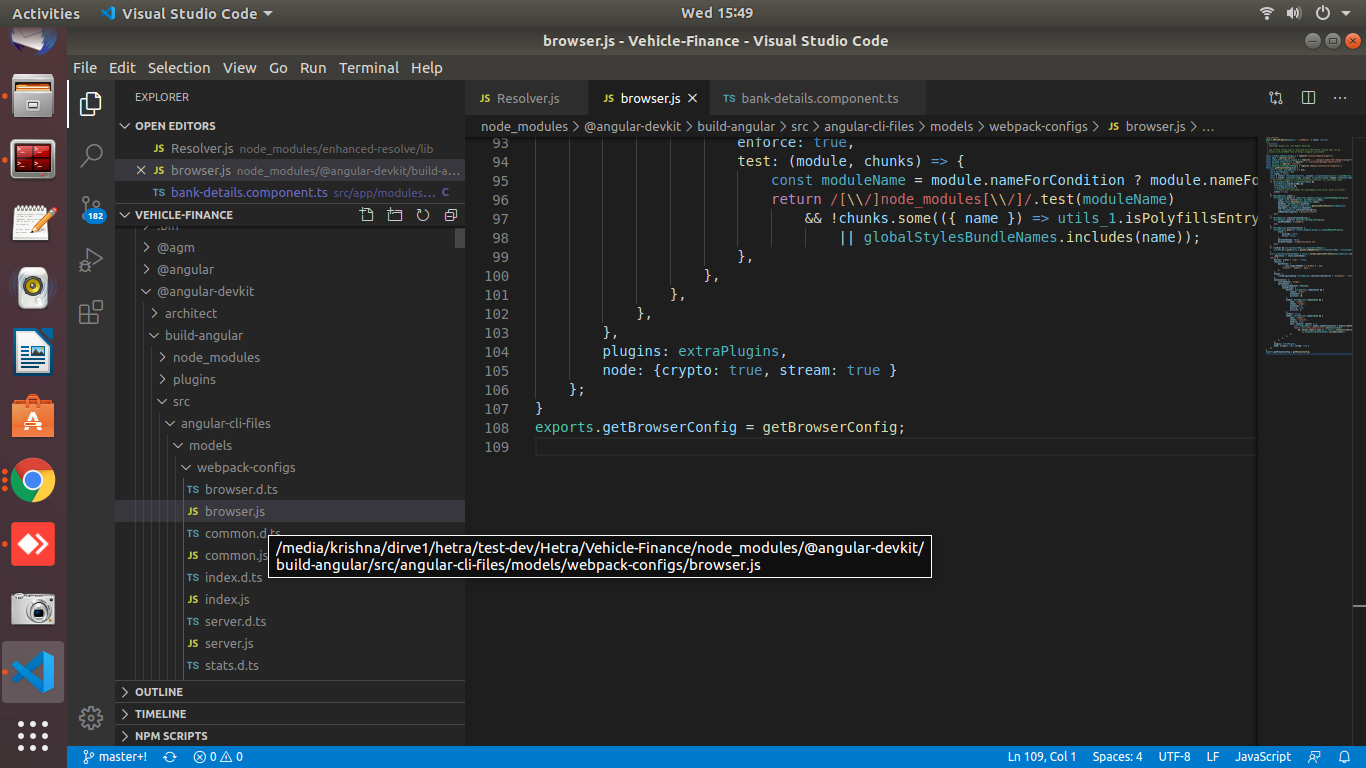 Activities
Visual Studio Code
Wed 15:49
browser.js - Vehicle-Finance - Visual Studio Code
File Edit Selection View Go Run Terminal Help
EXPLORER
OPEN EDITORS
Resolver.js node_modules/enhanced-resolve/lib
browser.js node_modules/@angular-devkit/build-a...
TS bank-details.component.ts src/app/modules... C
182
VEHICLE-FINANCE
.bin
@agm
@angular
@angular-devkit
architect
build-angular
node_modules
plugins
src
angular-cli-files
models
webpack-configs
TS browser.d.ts
JS browser.js
TS common.d.ts
JS common.js
TS index.d.ts
JS index.js
TS server.d.ts
JS server.js
TS stats.d.ts
OUTLINE
TIMELINE
NPM SCRIPTS
JS Resolver.js
JS browser.js
TS bank-details.component.ts
node_modules > @angular-devkit > build-angular > src > angular-cli-files > models > webpack-configs > JS browser.js > ...
93 enforce: true,
94 test: (module, chunks) => {
95 const moduleName = module.nameForCondition ? module.nameFo
96 return /[\\/]node_modules[\\/]/.test(moduleName)
97 && !chunks.some(({ name }) => utils_1.isPolyfillsEntry
98 || globalStylesBundleNames.includes(name));
99 },
100 },
101 },
102 },
103 },
104 plugins: extraPlugins,
105 node: {crypto: true, stream: true }
106 };
107 }
108 exports.getBrowserConfig = getBrowserConfig;
109
/media/krishna/dirve1/hetra/test-dev/Hetra/Vehicle-Finance/node_modules/@angular-devkit/
build-angular/src/angular-cli-files/models/webpack-configs/browser.js
master+!
0 0
Ln 109, Col 1
Spaces: 4
UTF-8
LF
JavaScript